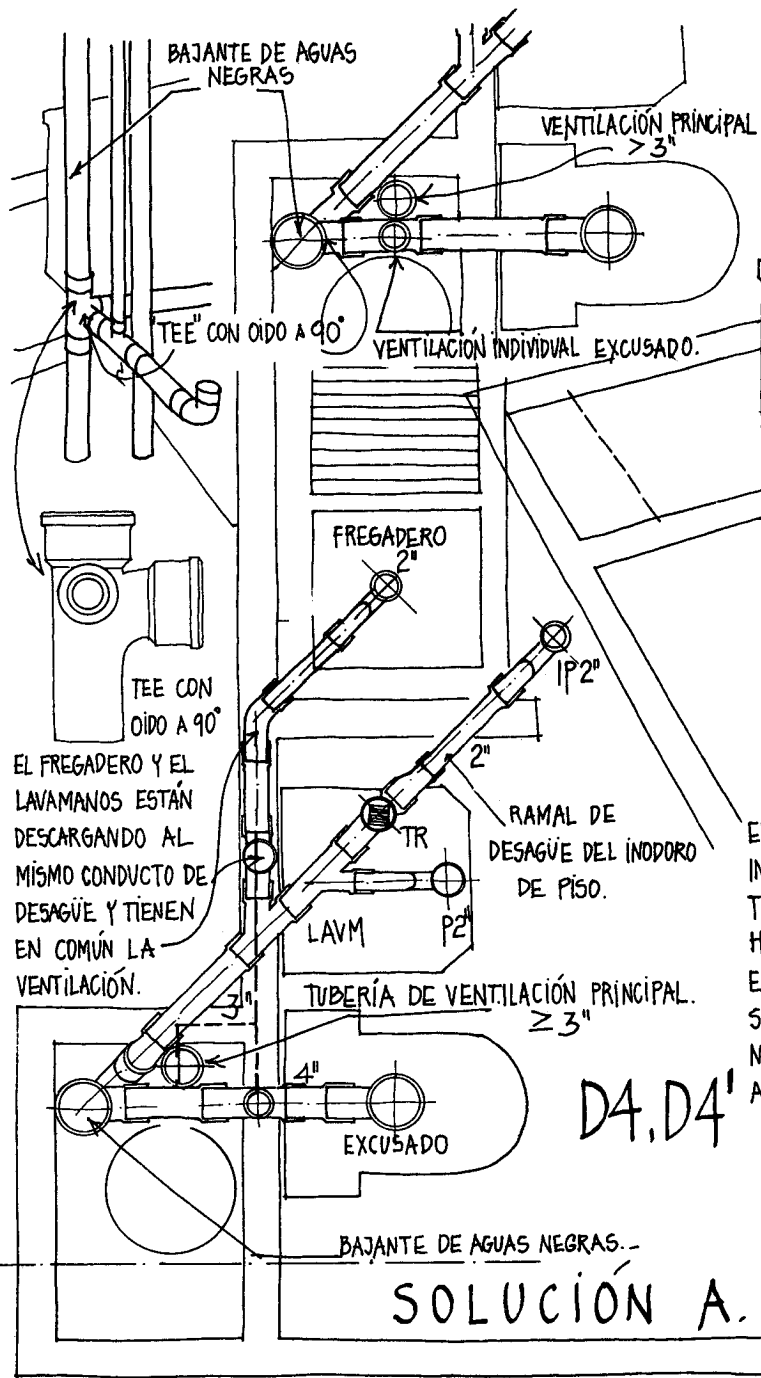 BAJANTE DE AGUAS
NEGRAS
VENTILACIÓN PRINCIPAL
> 3"
"TEE" CON OIDO A 90°
VENTILACIÓN INDIVIDUAL EXCUSADO.
FREGADERO
2"
TEE CON
OIDO A 90°
1P2"
2"
EL FREGADERO Y EL
LAVAMANOS ESTÁN
DESCARGANDO AL
MISMO CONDUCTO DE
DESAGÜE Y TIENEN
EN COMÚN LA
VENTILACIÓN.
TR
RAMAL DE
DESAGÜE DEL INODORO
DE PISO.
LAVM
P2"
3"
TUBERÍA DE VENTILACIÓN PRINCIPAL.
≥ 3"
4"
EXCUSADO
D4, D4'
BAJANTE DE AGUAS NEGRAS.
SOLUCIÓN A.